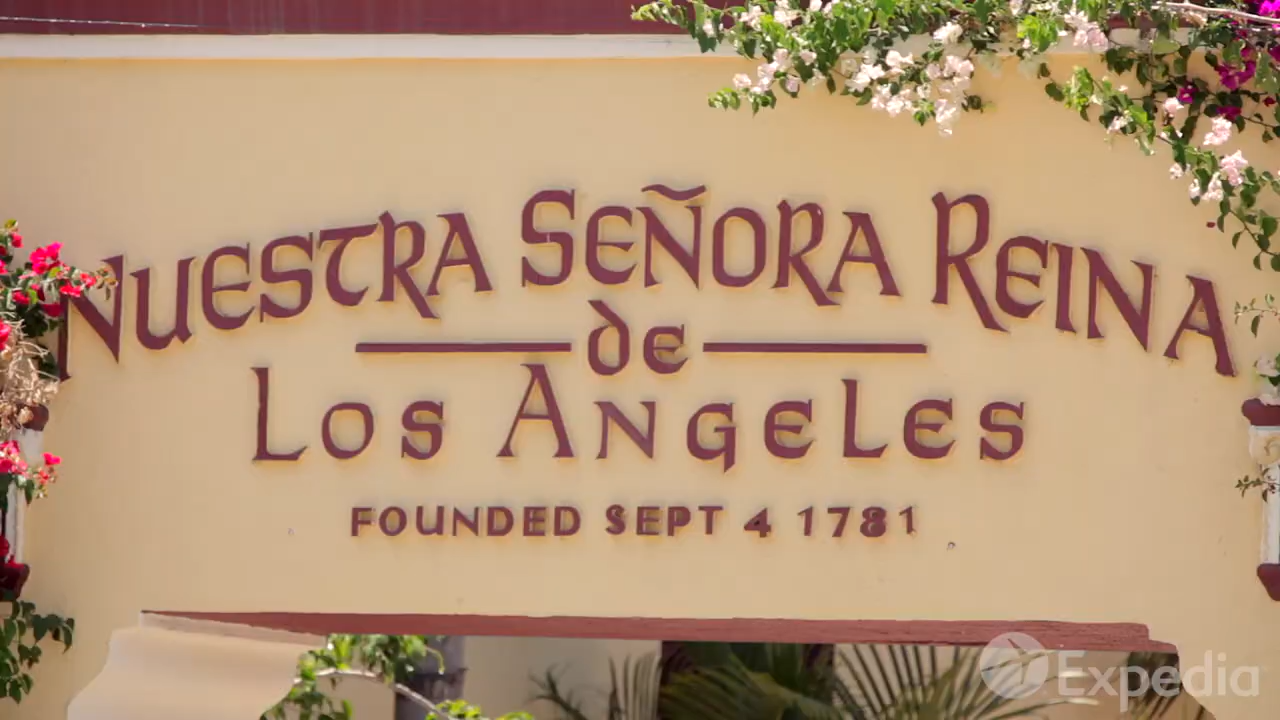 Nuestra Señora Reina
de
Los Angeles
FOUNDED SEPT 4 1781
Expedia